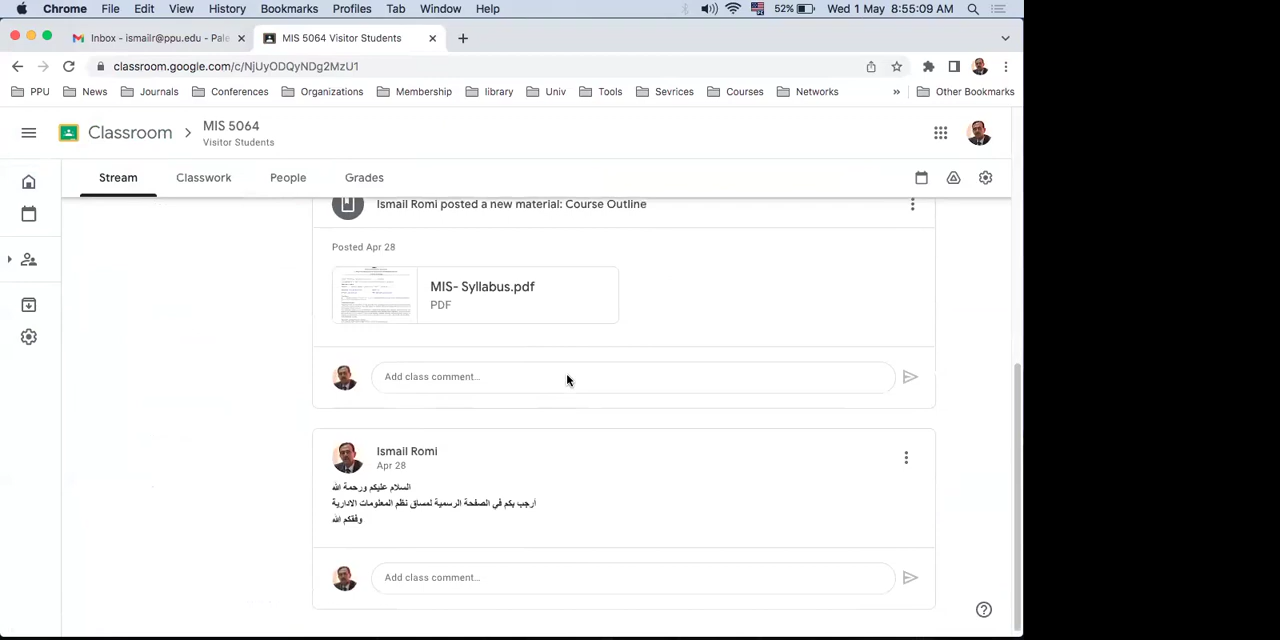 Chrome File Edit View History Bookmarks Profiles Tab Window Help 52% Wed 1 May 8:55:09 AM
Inbox - ismaiir@ppu.edu - Pale MIS 5064 Visitor Students
classroom.google.com/c/NjUyODQyNDg2MzU1
PPU News Journals Conferences Organizations Membership library Univ Tools Sevrices Courses Networks » Other Bookmarks
Classroom > MIS 5064
Visitor Students
Stream Classwork People Grades
Ismail Romi posted a new material: Course Outline
Posted Apr 28
MIS- Syllabus.pdf
PDF
Add class comment...
Ismail Romi
Apr 28
السلام عليكم ورحمة الله
أرحب بكم في الصفحة الرسمية لمساق نظم المعلومات الادارية
وفقكم الله
Add class comment...